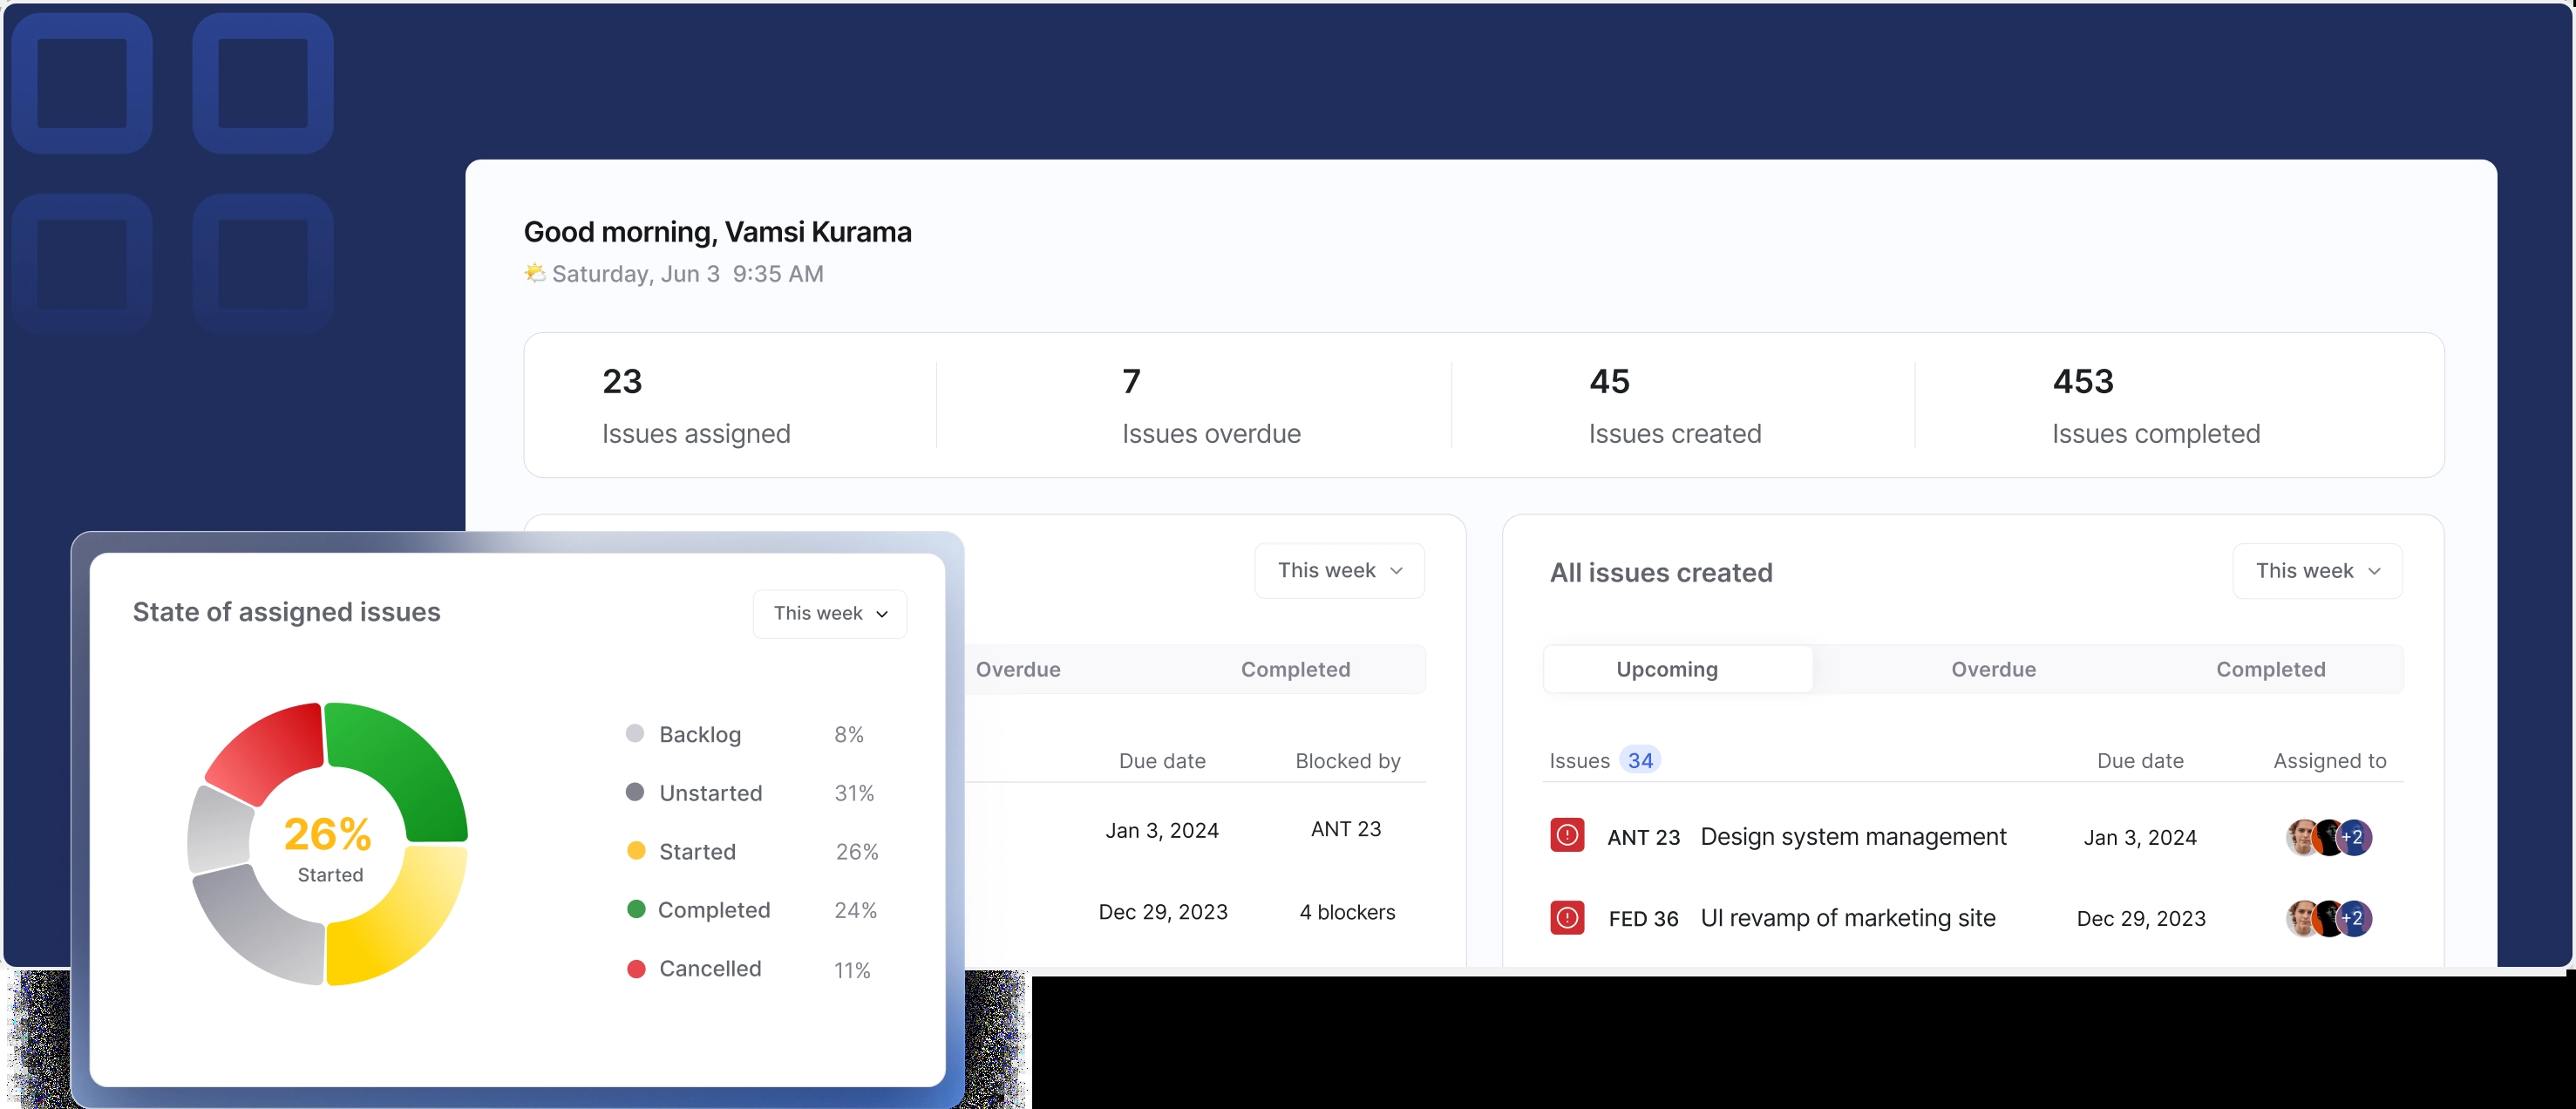 Good morning, Vamsi Kurama
Saturday, Jun 3 9:35 AM
23
Issues assigned
7
Issues overdue
45
Issues created
453
Issues completed
State of assigned issues
This week
26%
Started
Backlog 8%
Unstarted 31%
Started 26%
Completed 24%
Cancelled 11%
This week
Overdue Completed
Due date Blocked by
Jan 3, 2024 ANT 23
Dec 29, 2023 4 blockers
All issues created
This week
Upcoming Overdue Completed
Issues 34 Due date Assigned to
ANT 23 Design system management Jan 3, 2024 +2
FED 36 UI revamp of marketing site Dec 29, 2023 +2